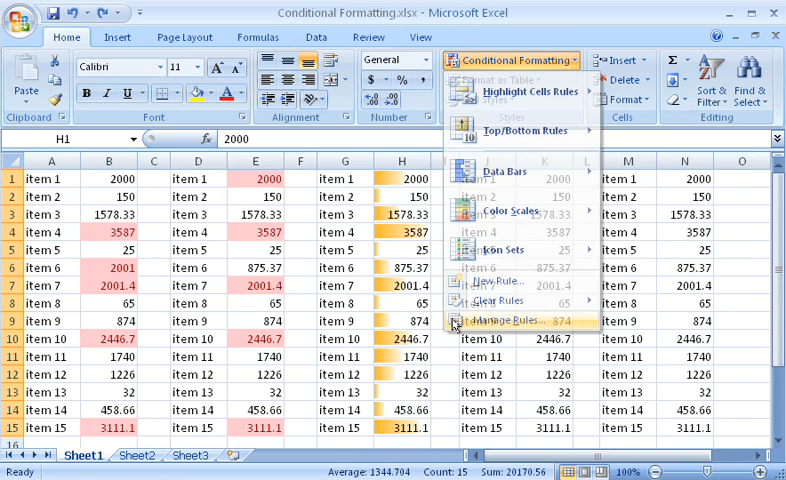 Conditional Formatting.xlsx - Microsoft Excel
Home Insert Page Layout Formulas Data Review View
Paste
Clipboard
Calibri 11
B I U
Font
Alignment
General
$ % ,
Number
Conditional Formatting
Format as Table
Styles
Styles
Insert
Delete
Format
Cells
Sort & Filter
Find & Select
Editing
H1 fx 2000
Highlight Cells Rules
Top/Bottom Rules
Data Bars
Color Scales
Icon Sets
New Rule...
Clear Rules
Manage Rules...
A B C D E F G H I J K L M N O
1 item 1 2000 item 1 2000 item 1 2000 item 1 2000 item 1 2000
2 item 2 150 item 2 150 item 2 150 150 item 2 150
3 item 3 1578.33 item 3 1578.33 item 3 1578.33 1578.33 item 3 1578.33
4 item 4 3587 item 4 3587 item 4 3587 item 4 3587 item 4 3587
5 item 5 25 item 5 25 item 5 25 25 item 5 25
6 item 6 2001 item 6 875.37 item 6 875.37 item 6 875.37 item 6 875.37
7 item 7 2001.4 item 7 2001.4 item 7 2001.4 item 7 2001.4 item 7 2001.4
8 item 8 65 item 8 65 item 8 65 item 8 65 item 8 65
9 item 9 874 item 9 874 item 9 874 874 item 9 874
10 item 10 2446.7 item 10 2446.7 item 10 2446.7 item 10 2446.7 item 10 2446.7
11 item 11 1740 item 11 1740 item 11 1740 item 11 1740 item 11 1740
12 item 12 1226 item 12 1226 item 12 1226 item 12 1226 item 12 1226
13 item 13 32 item 13 32 item 13 32 item 13 32 item 13 32
14 item 14 458.66 item 14 458.66 item 14 458.66 item 14 458.66 item 14 458.66
15 item 15 3111.1 item 15 3111.1 item 15 3111.1 item 15 3111.1 item 15 3111.1
16
Sheet1 Sheet2 Sheet3
Ready Average: 1344.704 Count: 15 Sum: 20170.56 100%